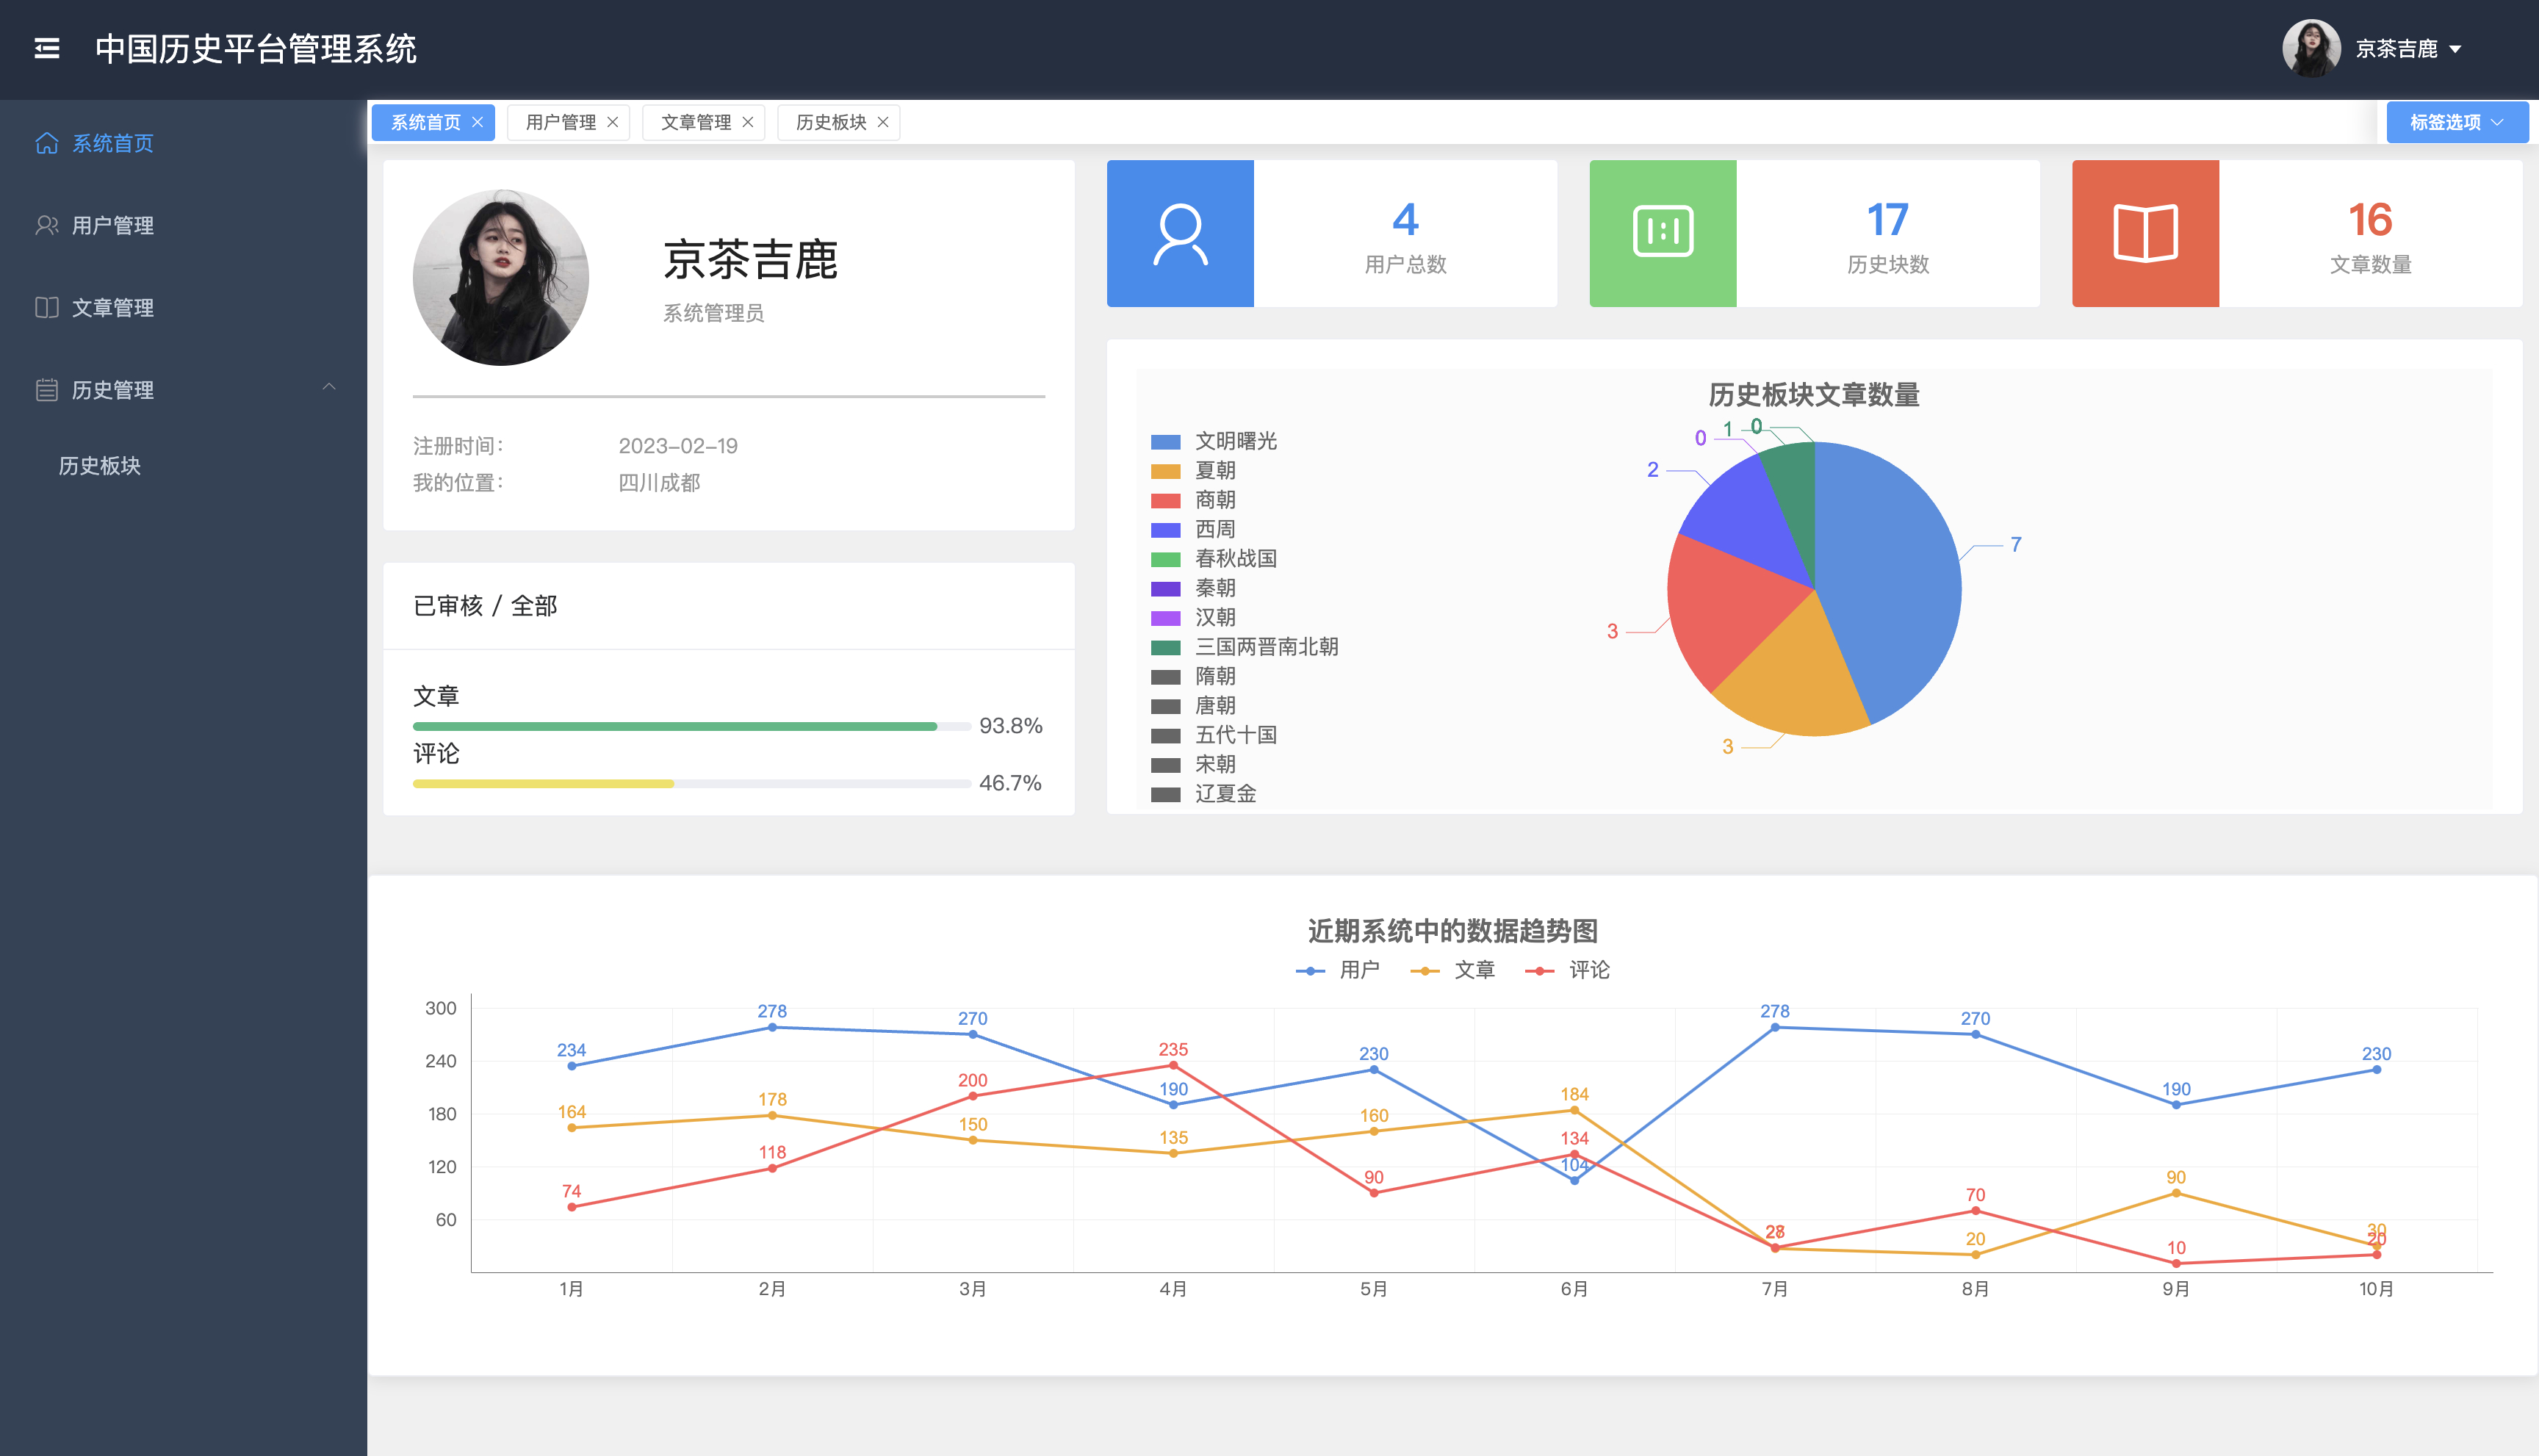 中国历史平台管理系统
京茶吉鹿
系统首页
用户管理
文章管理
历史管理
历史板块
系统首页 用户管理 文章管理 历史板块
标签选项
京茶吉鹿
系统管理员
注册时间： 2023-02-19
我的位置： 四川成都
已审核 / 全部
文章
93.8%
评论
46.7%
4
用户总数
17
历史块数
16
文章数量
历史板块文章数量
文明曙光
夏朝
商朝
西周
春秋战国
秦朝
汉朝
三国两晋南北朝
隋朝
唐朝
五代十国
宋朝
辽夏金
0 1 0
2
7
3
3
近期系统中的数据趋势图
用户 文章 评论
300
240
180
120
60
234 278 270 190 230 104 278 270 190 230
164 178 150 135 160 184 20 90 30
74 118 200 235 90 134 28 70 10 20
1月 2月 3月 4月 5月 6月 7月 8月 9月 10月